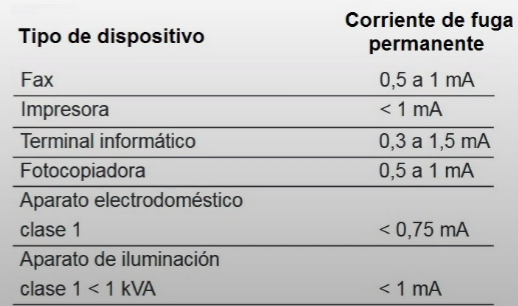 Tipo de dispositivo Corriente de fuga
permanente
Fax 0,5 a 1 mA
Impresora < 1 mA
Terminal informático 0,3 a 1,5 mA
Fotocopiadora 0,5 a 1 mA
Aparato electrodoméstico
clase 1 < 0,75 mA
Aparato de iluminación
clase 1 < 1 kVA < 1 mA